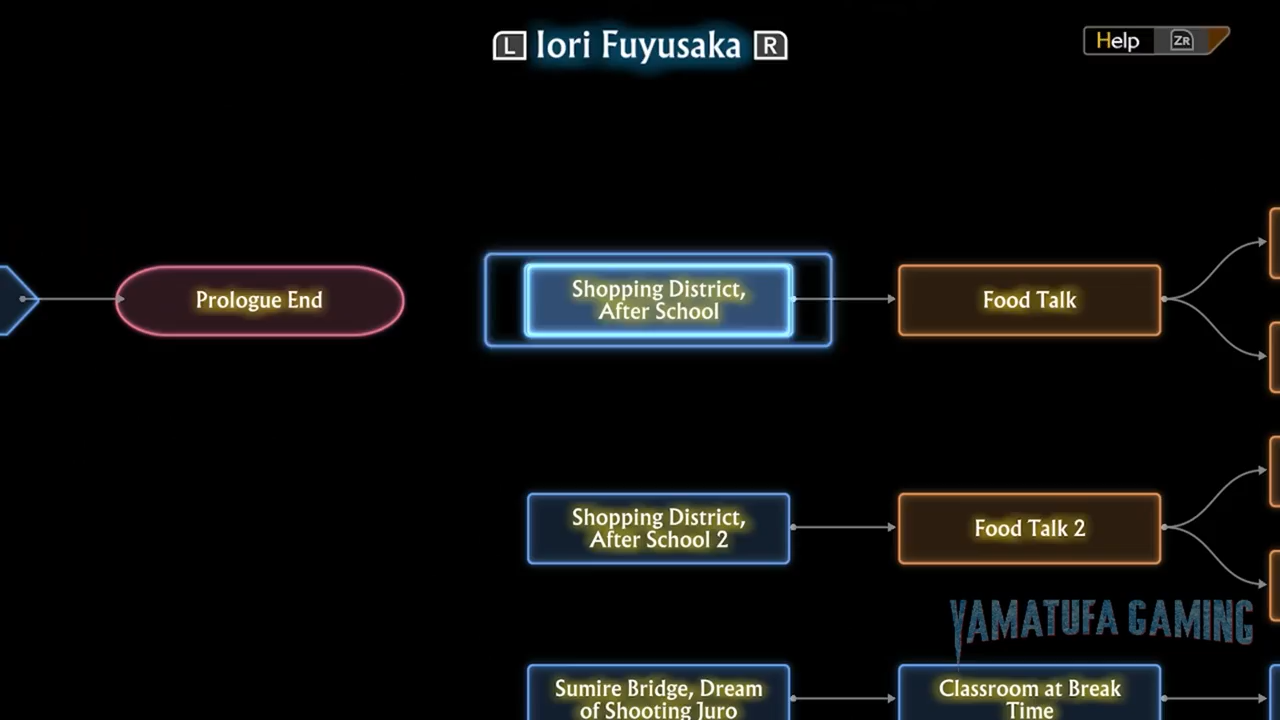 L Iori Fuyusaka R
Help ZR
Prologue End
Shopping District,
After School
Food Talk
Shopping District,
After School 2
Food Talk 2
YAMATUFA GAMING
Sumire Bridge, Dream
of Shooting Juro
Classroom at Break
Time